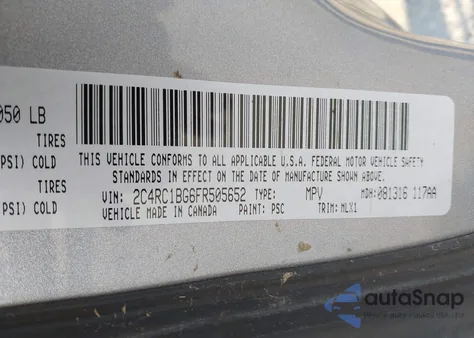 050 LB
TIRES
PSI) COLD
THIS VEHICLE CONFORMS TO ALL APPLICABLE U.S.A. FEDERAL MOTOR VEHICLE SAFETY
STANDARDS IN EFFECT ON THE DATE OF MANUFACTURE SHOWN ABOVE.
TIRES
PSI) COLD
VIN: 2C4RC1BG6FR505652 TYPE: MPV MDH: 081316 117AA
VEHICLE MADE IN CANADA PAINT: PSC TRIM: MLX1
autoSnap